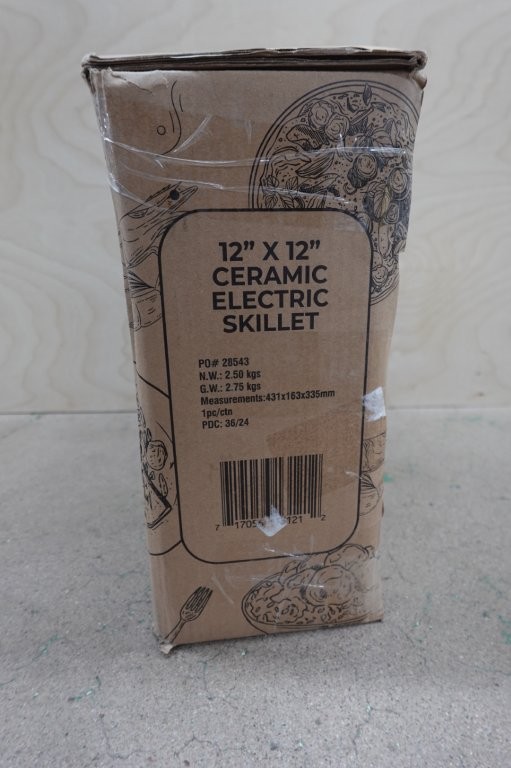 12” X 12”
CERAMIC
ELECTRIC
SKILLET
PO# 28543
N.W.: 2.50 kgs
G.W.: 2.75 kgs
Measurements:431x163x335mm
1pc/ctn
PDC: 36/24